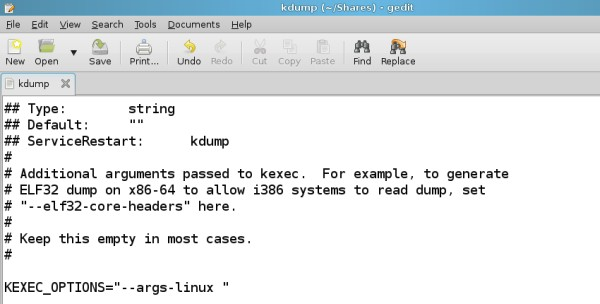 kdump (~/Shares) - gedit
File Edit View Search Tools Documents Help
New Open Save Print... Undo Redo Cut Copy Paste Find Replace
kdump
## Type:        string
## Default:     ""
## ServiceRestart:      kdump
#
# Additional arguments passed to kexec.  For example, to generate
# ELF32 dump on x86-64 to allow i386 systems to read dump, set
# "--elf32-core-headers" here.
#
# Keep this empty in most cases.
#
KEXEC_OPTIONS="--args-linux "